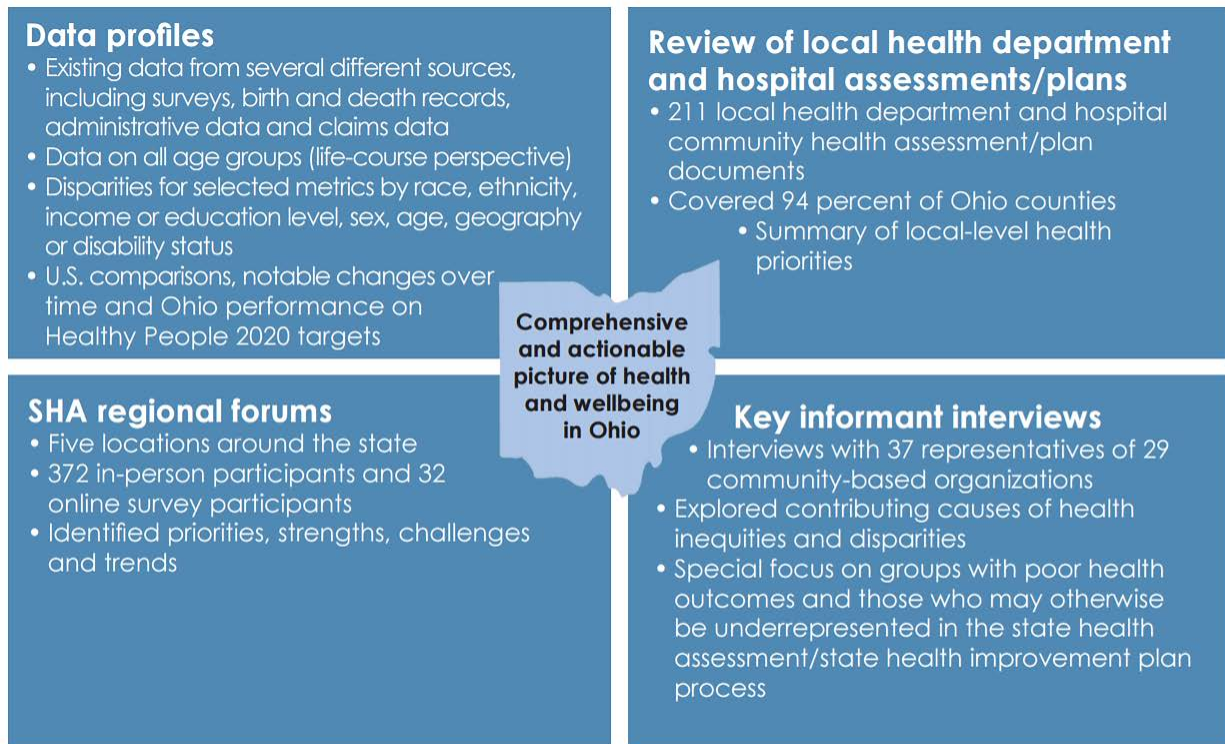 Data profiles
• Existing data from several different sources,
including surveys, birth and death records,
administrative data and claims data
• Data on all age groups (life-course perspective)
• Disparities for selected metrics by race, ethnicity,
income or education level, sex, age, geography
or disability status
• U.S. comparisons, notable changes over
time and Ohio performance on
Healthy People 2020 targets
Review of local health department
and hospital assessments/plans
• 211 local health department and hospital
community health assessment/plan
documents
• Covered 94 percent of Ohio counties
• Summary of local-level health
priorities
Comprehensive
and actionable
picture of health
and wellbeing
in Ohio
SHA regional forums
• Five locations around the state
• 372 in-person participants and 32
online survey participants
• Identified priorities, strengths, challenges
and trends
Key informant interviews
• Interviews with 37 representatives of 29
community-based organizations
• Explored contributing causes of health
inequities and disparities
• Special focus on groups with poor health
outcomes and those who may otherwise
be underrepresented in the state health
assessment/state health improvement plan
process